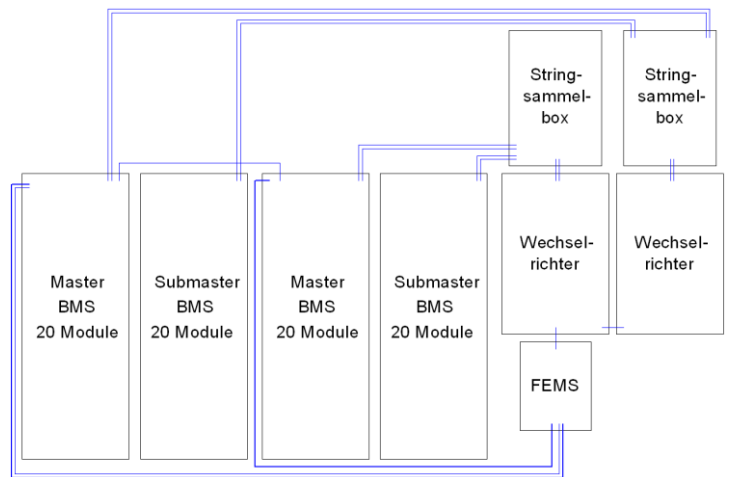 String-
sammel-
box
String-
sammel-
box
Master
BMS
20 Module
Submaster
BMS
20 Module
Master
BMS
20 Module
Submaster
BMS
20 Module
Wechsel-
richter
Wechsel-
richter
FEMS